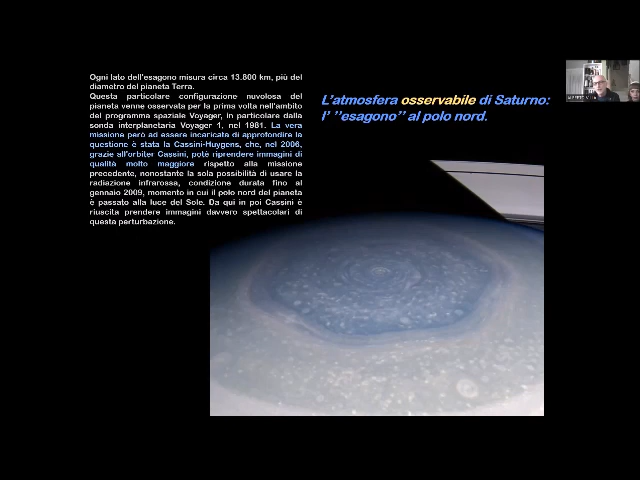 Ogni lato dell'esagono misura circa 13.800 km, più del
diametro del pianeta Terra.
Questa particolare configurazione nuvolosa del
pianeta venne osservata per la prima volta nell'ambito
del programma spaziale Voyager, in particolare dalla
sonda interplanetaria Voyager 1, nel 1981. La vera
missione però ad essere incaricata di approfondire la
questione è stata la Cassini-Huygens, che, nel 2006,
grazie all'orbiter Cassini, potè riprendere immagini di
qualità molto maggiore rispetto alla missione
precedente, nonostante la sola possibilità di usare la
radiazione infrarossa, condizione durata fino al
gennaio 2009, momento in cui il polo nord del pianeta
è passato alla luce del Sole. Da qui in poi Cassini è
riuscita prendere immagini davvero spettacolari di
questa perturbazione.
L'atmosfera osservabile di Saturno:
l' "esagono" al polo nord.